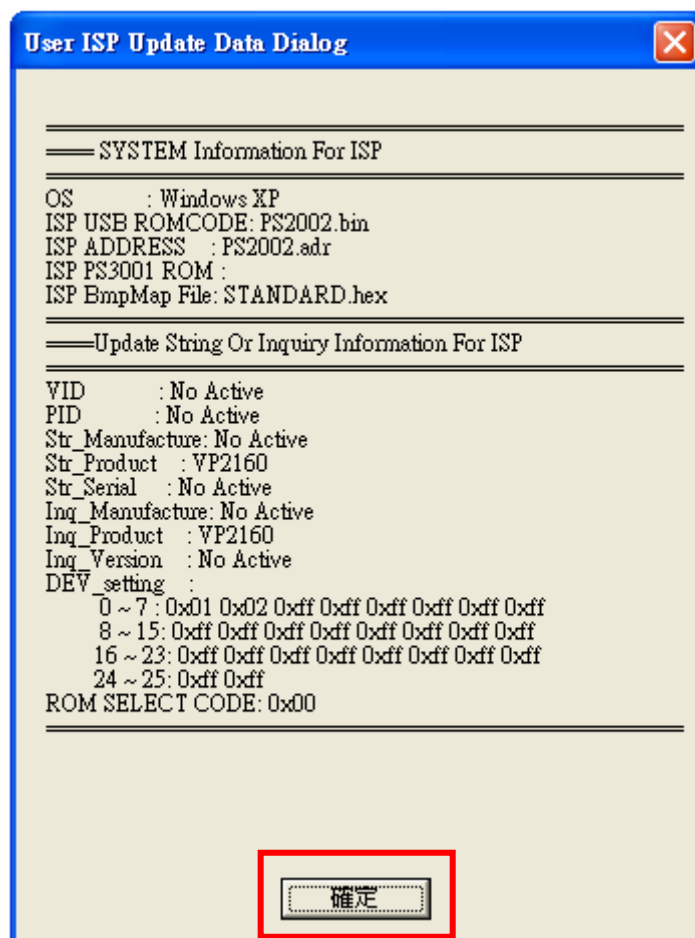 User ISP Update Data Dialog
==== SYSTEM Information For ISP
OS : Windows XP
ISP USB ROMCODE: PS2002.bin
ISP ADDRESS : PS2002.adr
ISP PS3001 ROM :
ISP BmpMap File: STANDARD.hex
====Update String Or Inquiry Information For ISP
VID : No Active
PID : No Active
Str_Manufacture: No Active
Str_Product : VP2160
Str_Serial : No Active
Inq_Manufacture: No Active
Inq_Product : VP2160
Inq_Version : No Active
DEV_setting :
0 ~ 7 : 0x01 0x02 0xff 0xff 0xff 0xff 0xff 0xff
8 ~ 15: 0xff 0xff 0xff 0xff 0xff 0xff 0xff 0xff
16 ~ 23: 0xff 0xff 0xff 0xff 0xff 0xff 0xff 0xff
24 ~ 25: 0xff 0xff
ROM SELECT CODE: 0x00
確定